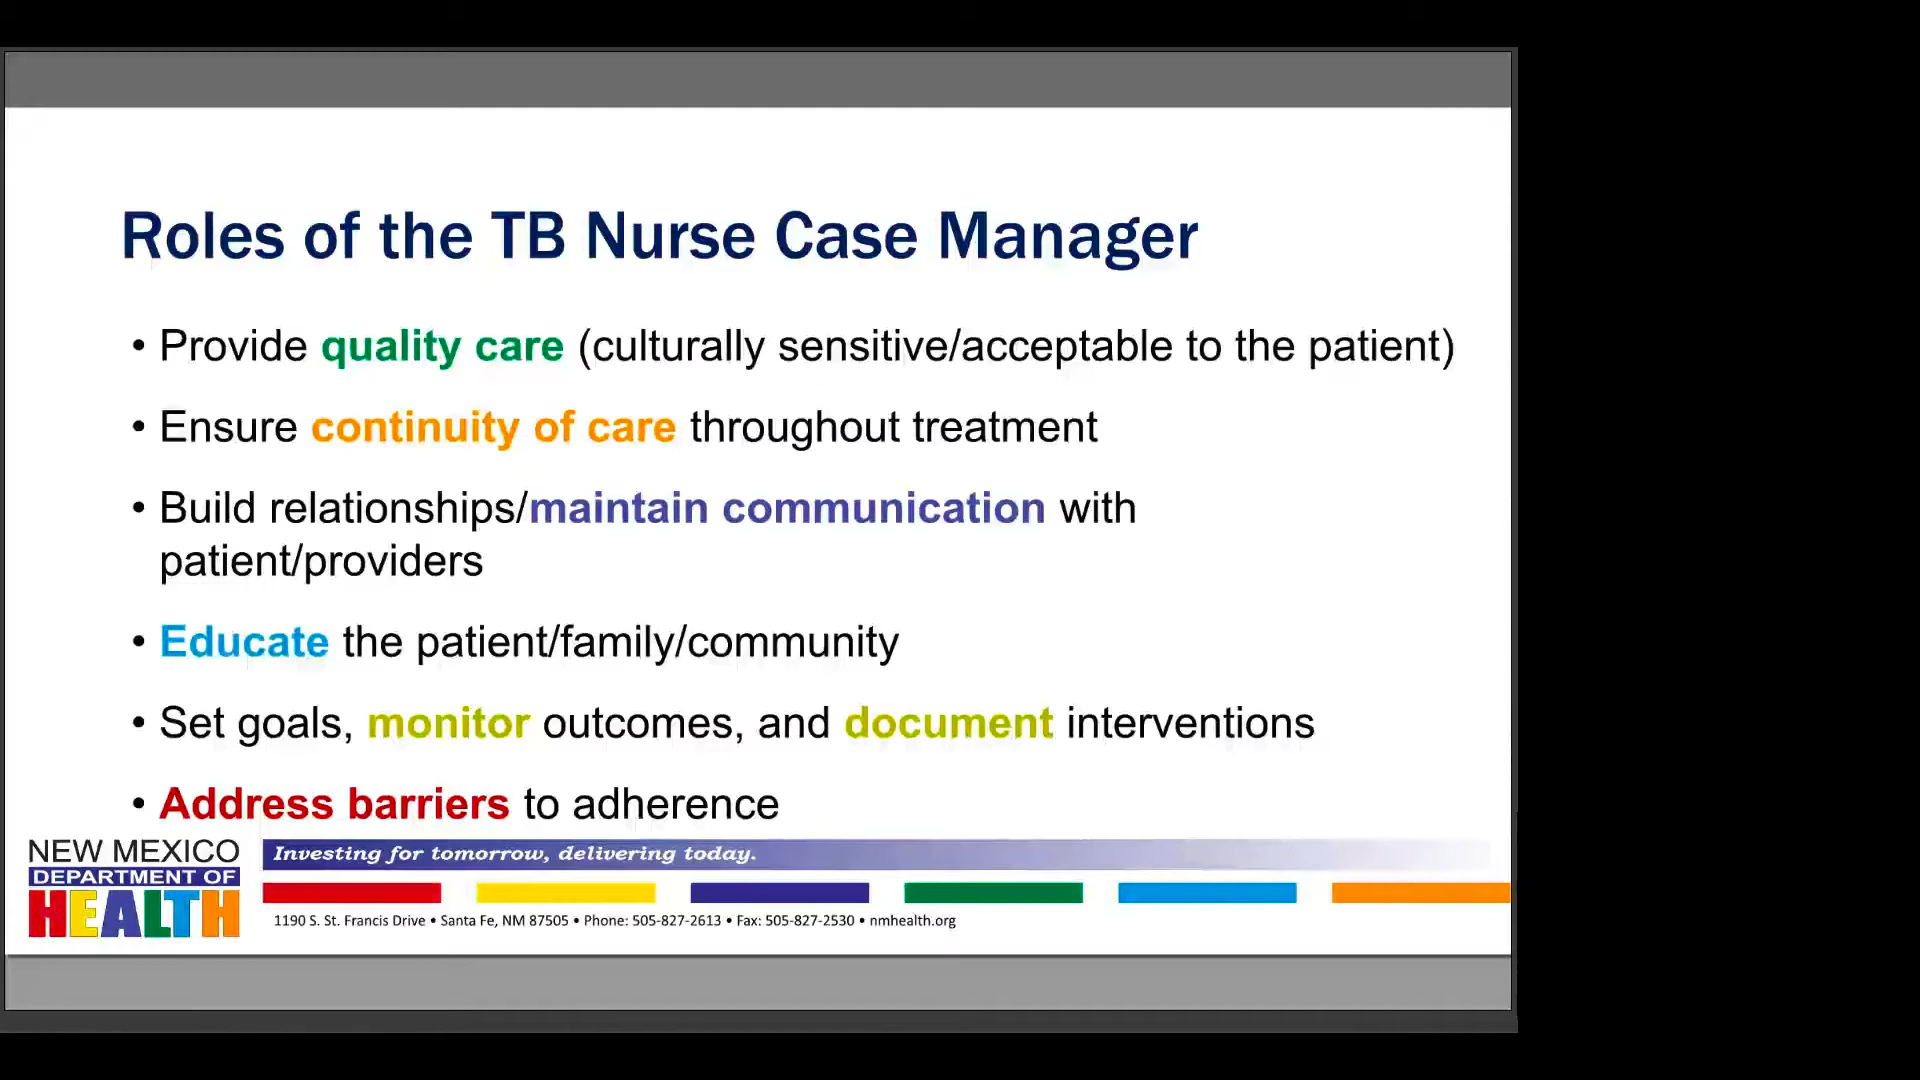 Roles of the TB Nurse Case Manager
• Provide quality care (culturally sensitive/acceptable to the patient)
• Ensure continuity of care throughout treatment
• Build relationships/maintain communication with
patient/providers
• Educate the patient/family/community
• Set goals, monitor outcomes, and document interventions
• Address barriers to adherence
NEW MEXICO
DEPARTMENT OF
HEALTH
Investing for tomorrow, delivering today.
1190 S. St. Francis Drive • Santa Fe, NM 87505 • Phone: 505-827-2613 • Fax: 505-827-2530 • nmhealth.org